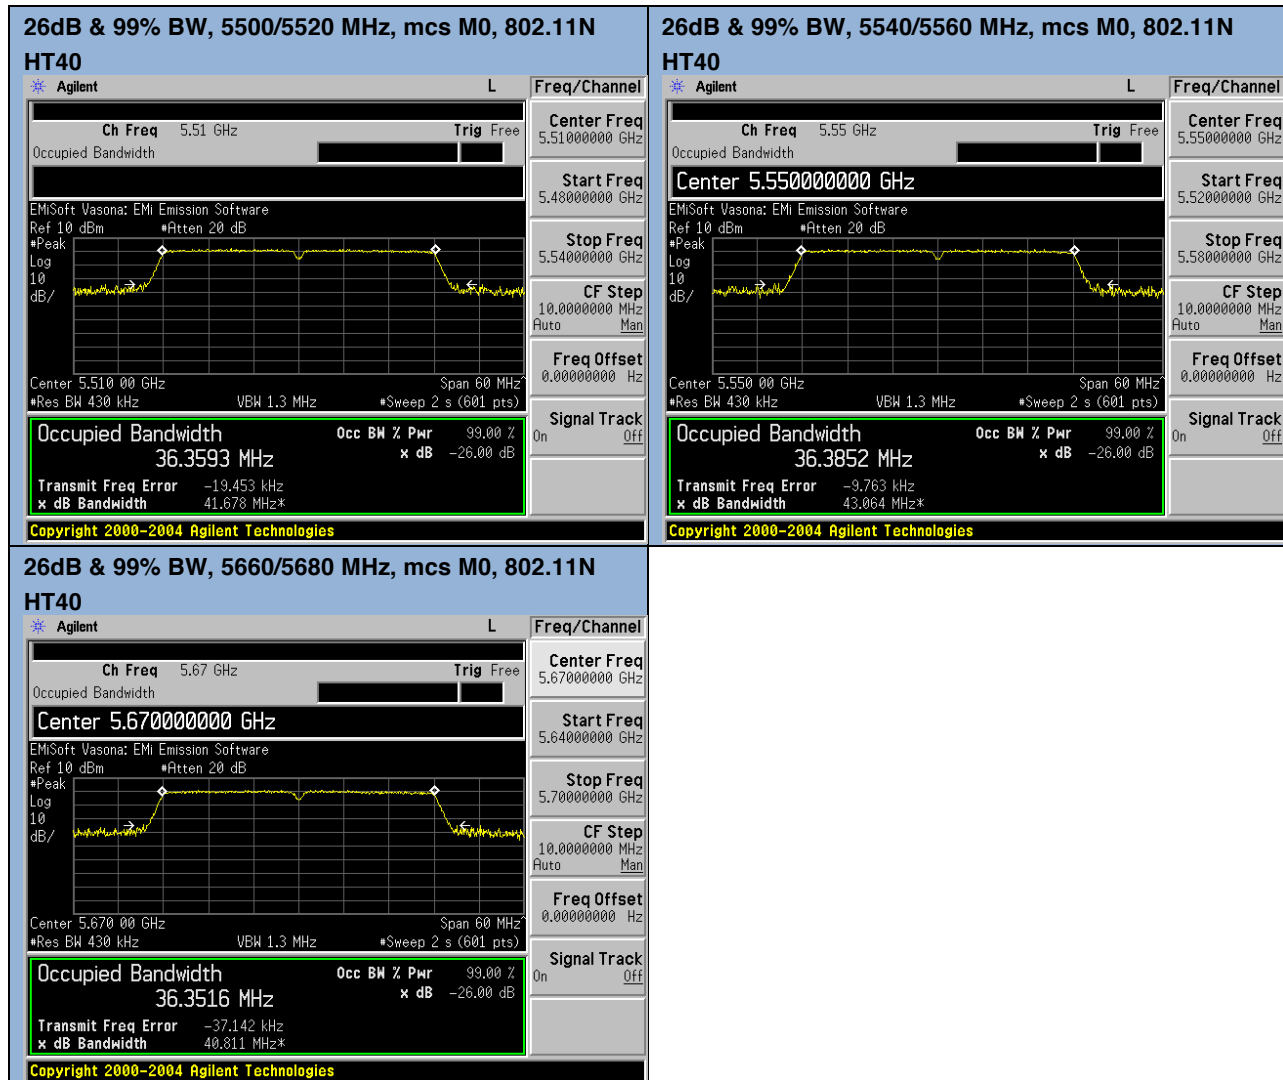 26dB & 99% BW, 5500/5520 MHz, mcs M0, 802.11N
HT40
Agilent L Freq/Channel
Ch Freq 5.51 GHz Trig Free
Occupied Bandwidth
Center Freq
5.51000000 GHz
Start Freq
5.48000000 GHz
Stop Freq
5.54000000 GHz
CF Step
10.0000000 MHz
Auto Man
Freq Offset
0.00000000 Hz
Signal Track
On Off
EMiSoft Vasona: EMi Emission Software
Ref 10 dBm #Atten 20 dB
#Peak
Log
10
dB/
Center 5.510 00 GHz Span 60 MHz^
#Res BW 430 kHz VBW 1.3 MHz #Sweep 2 s (601 pts)
Occupied Bandwidth Occ BW % Pwr 99.00 %
36.3593 MHz x dB -26.00 dB
Transmit Freq Error -19.453 kHz
x dB Bandwidth 41.678 MHz*
Copyright 2000-2004 Agilent Technologies
26dB & 99% BW, 5540/5560 MHz, mcs M0, 802.11N
HT40
Agilent L Freq/Channel
Ch Freq 5.55 GHz Trig Free
Occupied Bandwidth
Center 5.550000000 GHz
Center Freq
5.55000000 GHz
Start Freq
5.52000000 GHz
Stop Freq
5.58000000 GHz
CF Step
10.0000000 MHz
Auto Man
Freq Offset
0.00000000 Hz
Signal Track
On Off
EMiSoft Vasona: EMi Emission Software
Ref 10 dBm #Atten 20 dB
#Peak
Log
10
dB/
Center 5.550 00 GHz Span 60 MHz^
#Res BW 430 kHz VBW 1.3 MHz #Sweep 2 s (601 pts)
Occupied Bandwidth Occ BW % Pwr 99.00 %
36.3852 MHz x dB -26.00 dB
Transmit Freq Error -9.763 kHz
x dB Bandwidth 43.064 MHz*
Copyright 2000-2004 Agilent Technologies
26dB & 99% BW, 5660/5680 MHz, mcs M0, 802.11N
HT40
Agilent L Freq/Channel
Ch Freq 5.67 GHz Trig Free
Occupied Bandwidth
Center 5.670000000 GHz
Center Freq
5.67000000 GHz
Start Freq
5.64000000 GHz
Stop Freq
5.70000000 GHz
CF Step
10.0000000 MHz
Auto Man
Freq Offset
0.00000000 Hz
Signal Track
On Off
EMiSoft Vasona: EMi Emission Software
Ref 10 dBm #Atten 20 dB
#Peak
Log
10
dB/
Center 5.670 00 GHz Span 60 MHz^
#Res BW 430 kHz VBW 1.3 MHz #Sweep 2 s (601 pts)
Occupied Bandwidth Occ BW % Pwr 99.00 %
36.3516 MHz x dB -26.00 dB
Transmit Freq Error -37.142 kHz
x dB Bandwidth 40.811 MHz*
Copyright 2000-2004 Agilent Technologies